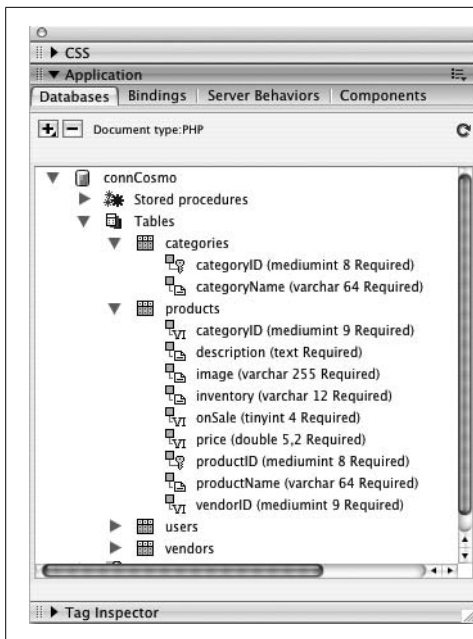 CSS
Application
Databases Bindings Server Behaviors Components
Document type:PHP
connCosmo
Stored procedures
Tables
categories
categoryID (mediumint 8 Required)
categoryName (varchar 64 Required)
products
categoryID (mediumint 9 Required)
description (text Required)
image (varchar 255 Required)
inventory (varchar 12 Required)
onSale (tinyint 4 Required)
price (double 5,2 Required)
productID (mediumint 8 Required)
productName (varchar 64 Required)
vendorID (mediumint 9 Required)
users
vendors
Tag Inspector